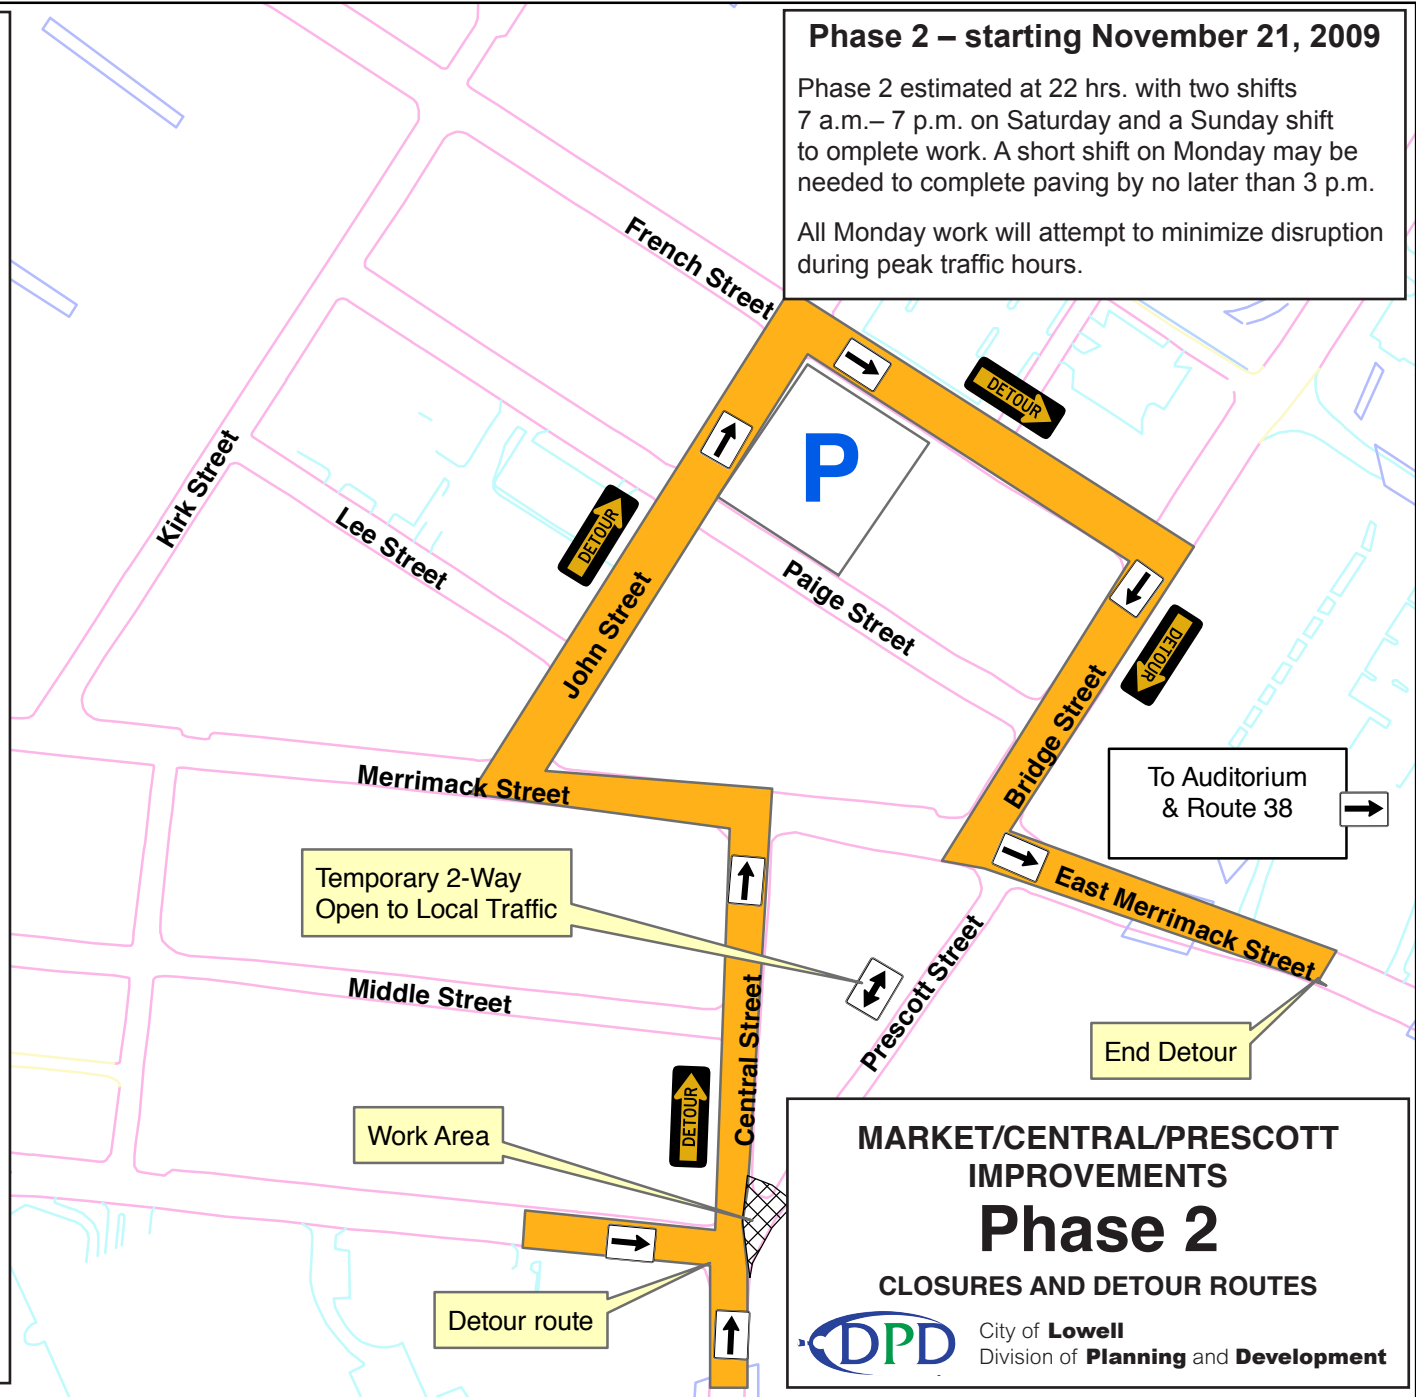 Phase 2 – starting November 21, 2009
Phase 2 estimated at 22 hrs. with two shifts
7 a.m.– 7 p.m. on Saturday and a Sunday shift
to omplete work. A short shift on Monday may be
needed to complete paving by no later than 3 p.m.
All Monday work will attempt to minimize disruption
during peak traffic hours.
French Street
DETOUR
P
Kirk Street
Lee Street
DETOUR
John Street
Paige Street
DETOUR
Bridge Street
Merrimack Street
To Auditorium
& Route 38
Temporary 2-Way
Open to Local Traffic
East Merrimack Street
Prescott Street
Middle Street
Central Street
End Detour
DETOUR
Work Area
Detour route
MARKET/CENTRAL/PRESCOTT
IMPROVEMENTS
Phase 2
CLOSURES AND DETOUR ROUTES
DPD
City of Lowell
Division of Planning and Development